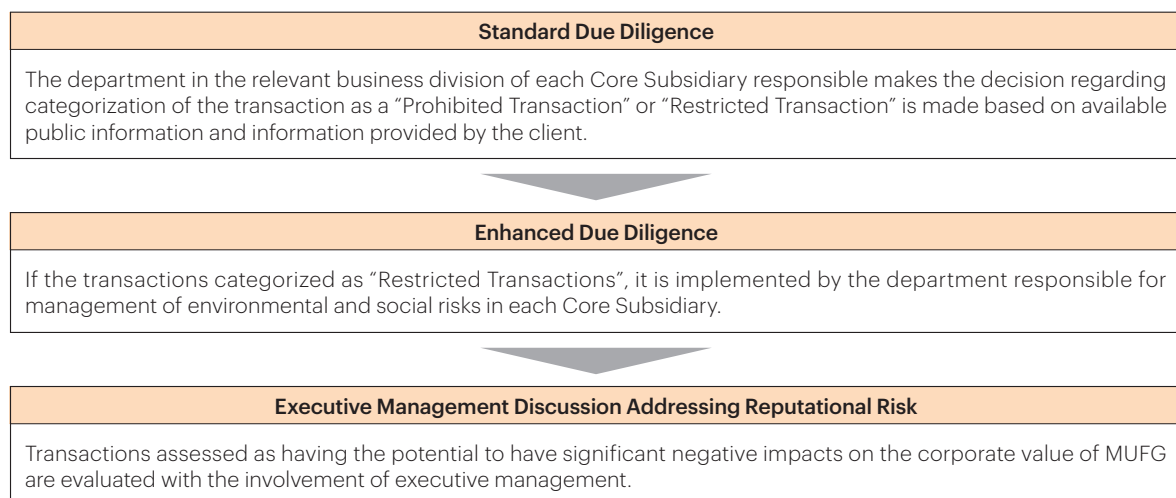 Standard Due Diligence
The department in the relevant business division of each Core Subsidiary responsible makes the decision regarding
categorization of the transaction as a “Prohibited Transaction” or “Restricted Transaction” is made based on available
public information and information provided by the client.
Enhanced Due Diligence
If the transactions categorized as “Restricted Transactions”, it is implemented by the department responsible for
management of environmental and social risks in each Core Subsidiary.
Executive Management Discussion Addressing Reputational Risk
Transactions assessed as having the potential to have significant negative impacts on the corporate value of MUFG
are evaluated with the involvement of executive management.